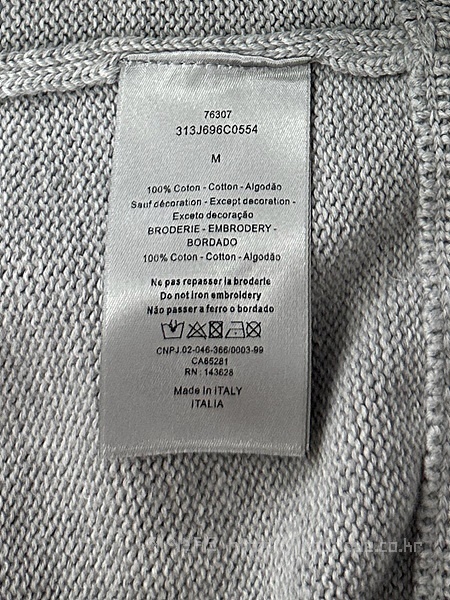 76307
313J696C0554
M
100% Coton - Cotton - Algodão
Sauf décoration - Except decoration -
Exceto decoração
BRODERIE - EMBRODERY -
BORDADO
100% Coton - Cotton - Algodão
Ne pas repasser la broderie
Do not iron embroidery
Não passer a ferro o bordado
CNPJ.02-046-366/0003-99
CA65281
RN : 143628
Made in ITALY
ITALIA